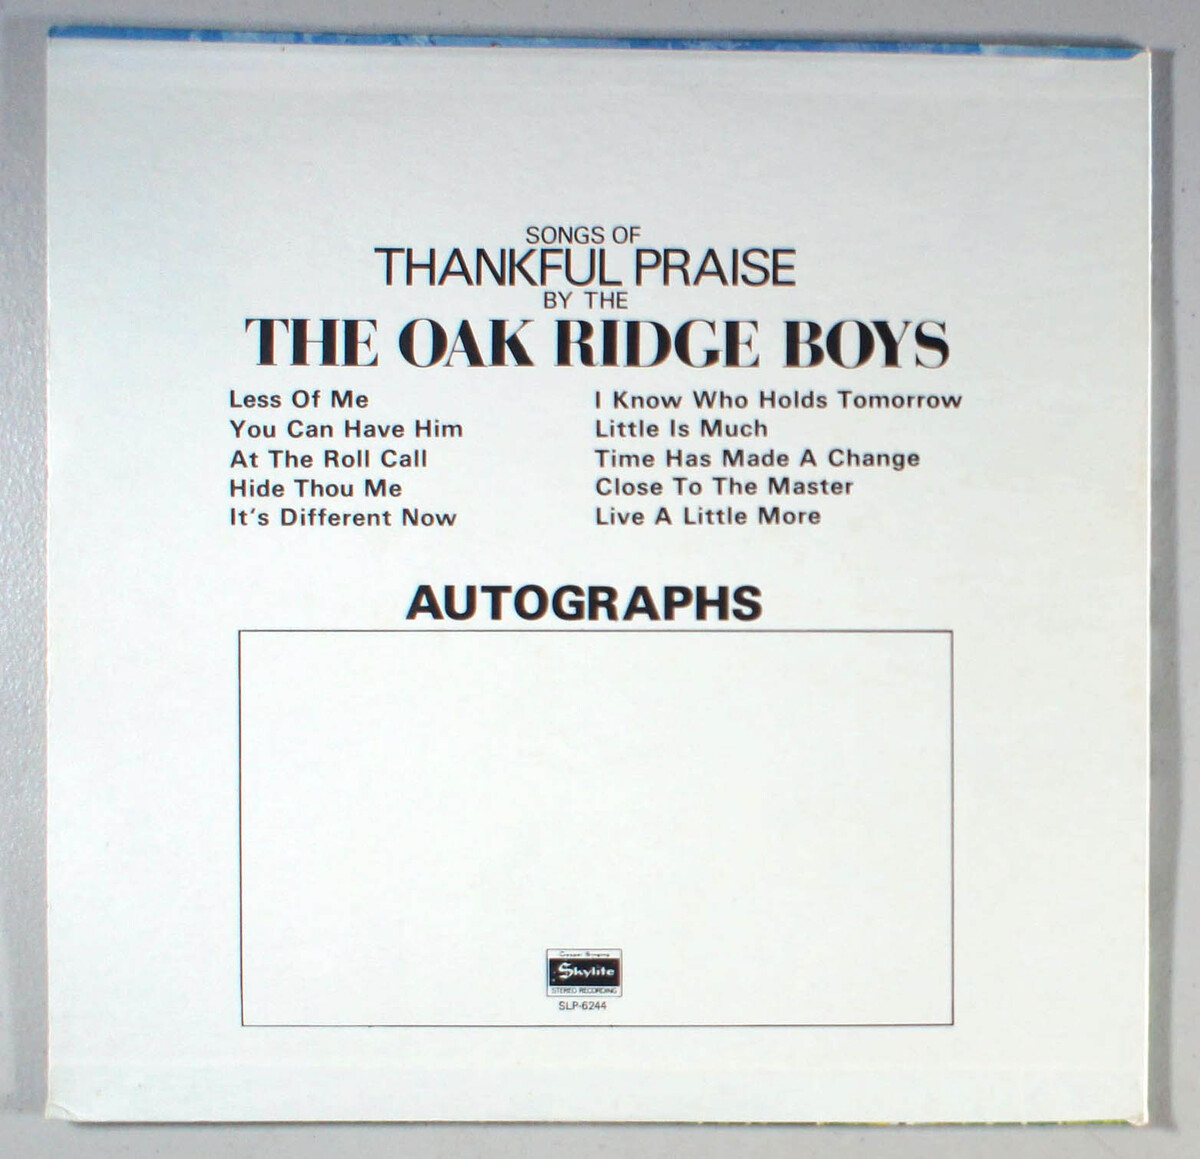 SONGS OF
THANKFUL PRAISE
BY THE
THE OAK RIDGE BOYS
Less Of Me
You Can Have Him
At The Roll Call
Hide Thou Me
It's Different Now
I Know Who Holds Tomorrow
Little Is Much
Time Has Made A Change
Close To The Master
Live A Little More
AUTOGRAPHS
Skylite
STEREO RECORDING
SLP-6244